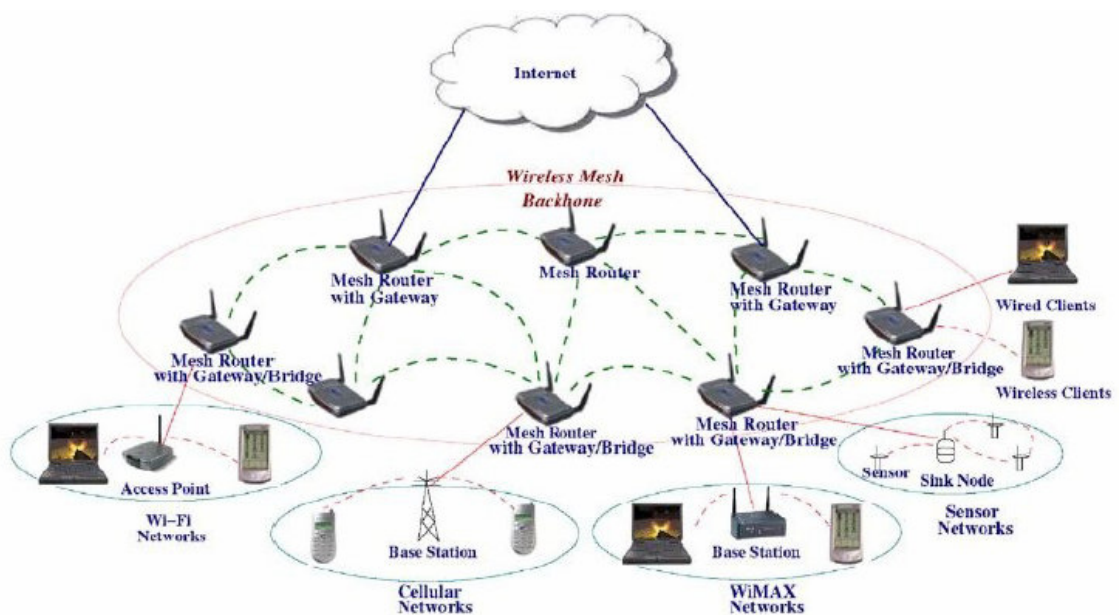 Internet
Wireless Mesh
Backbone
Mesh Router
with Gateway
Mesh Router
Mesh Router
with Gateway
Wired Clients
Mesh Router
with Gateway/Bridge
Mesh Router
with Gateway/Bridge
Wireless Clients
Mesh Router
with Gateway/Bridge
Mesh Router
with Gateway/Bridge
Access Point
Wi-Fi
Networks
Base Station
Cellular
Networks
Base Station
WiMAX
Networks
Sensor
Sink Node
Sensor
Networks